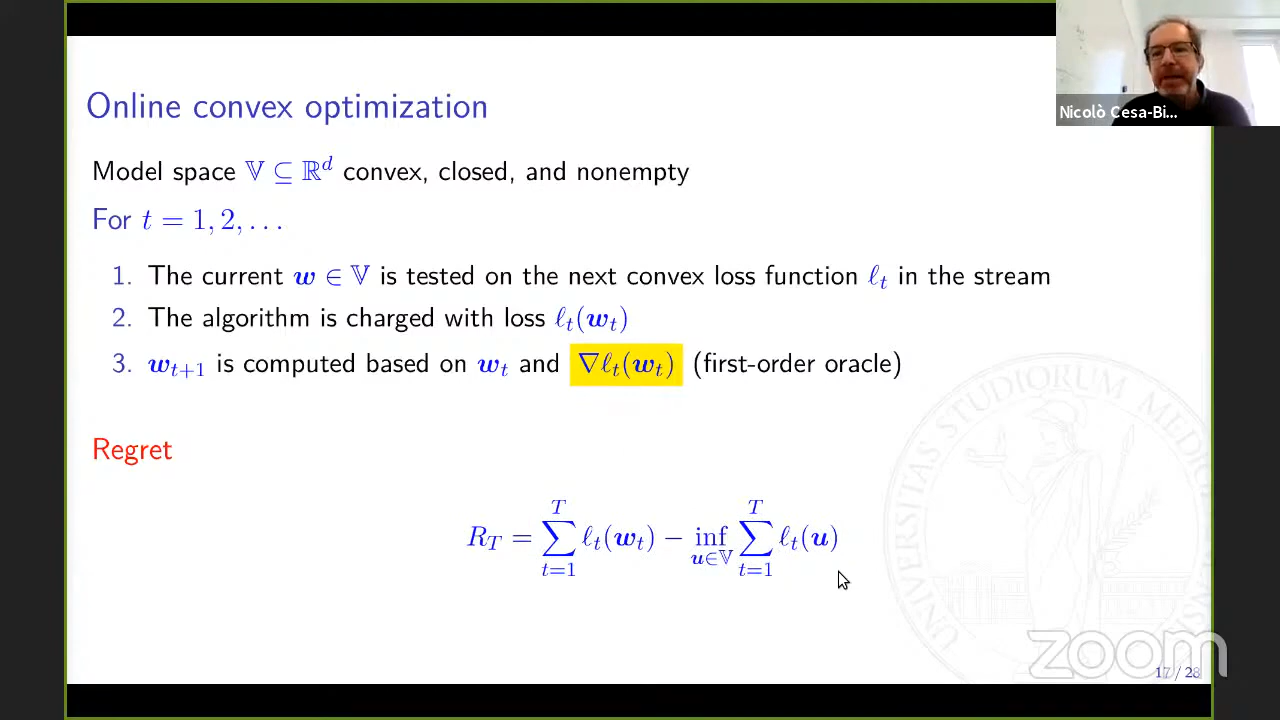 Online convex optimization
Nicolò Cesa-Bi...
Model space 𝕍 ⊆ ℝ^d convex, closed, and nonempty
For t = 1, 2, . . .
1. The current w ∈ 𝕍 is tested on the next convex loss function ℓ_t in the stream
2. The algorithm is charged with loss ℓ_t(w_t)
3. w_{t+1} is computed based on w_t and ∇ℓ_t(w_t) (first-order oracle)
Regret
R_T = ∑_{t=1}^{T} ℓ_t(w_t) − inf_{u∈𝕍} ∑_{t=1}^{T} ℓ_t(u)
UNIVERSITAS STUDIORUM MEDIOLANENSIS
zoom
17 / 28